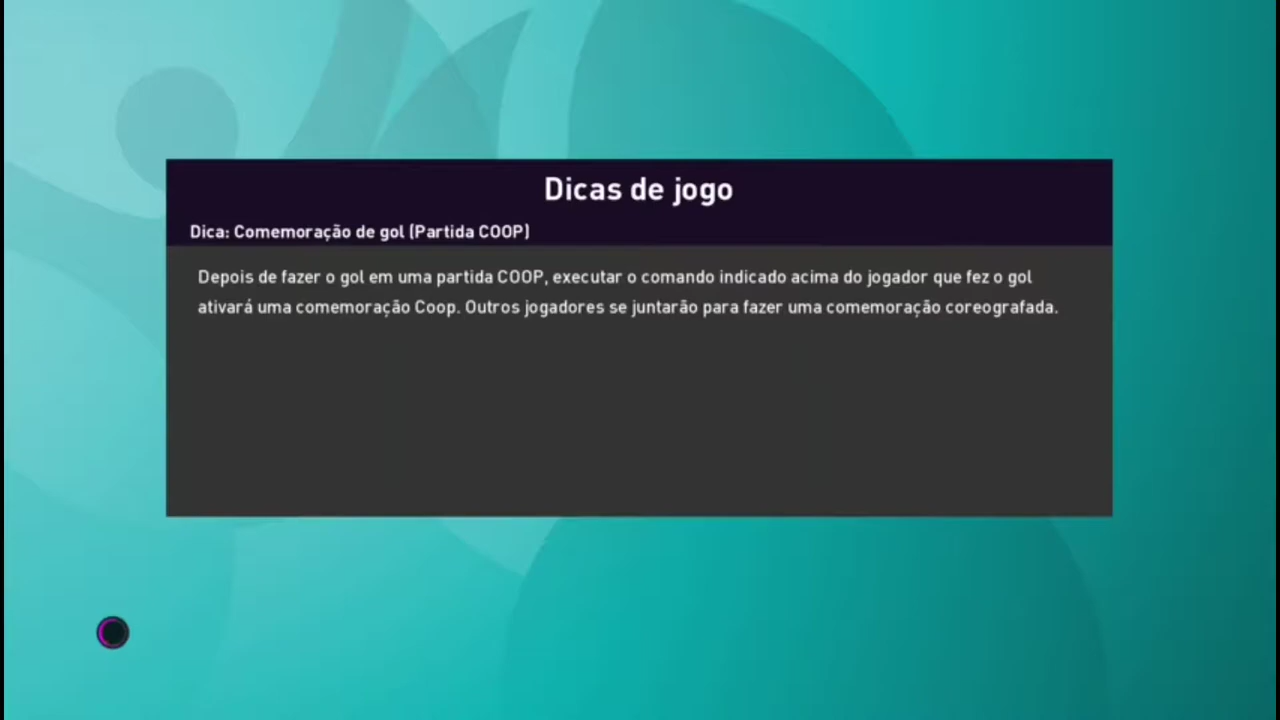 Dicas de jogo
Dica: Comemoração de gol (Partida COOP)
Depois de fazer o gol em uma partida COOP, executar o comando indicado acima do jogador que fez o gol
ativará uma comemoração Coop. Outros jogadores se juntarão para fazer uma comemoração coreografada.